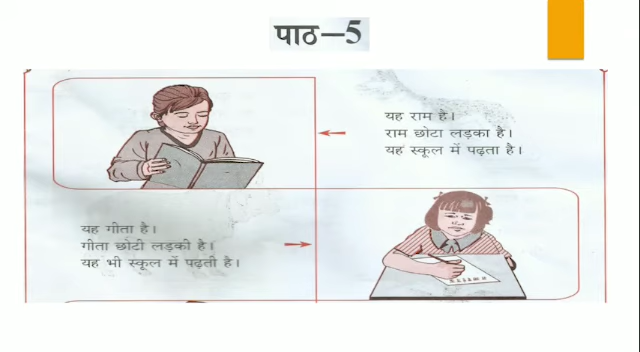 पाठ–5
यह राम है।
राम छोटा लड़का है।
यह स्कूल में पढ़ता है।
यह गीता है।
गीता छोटी लड़की है।
यह भी स्कूल में पढ़ती है।